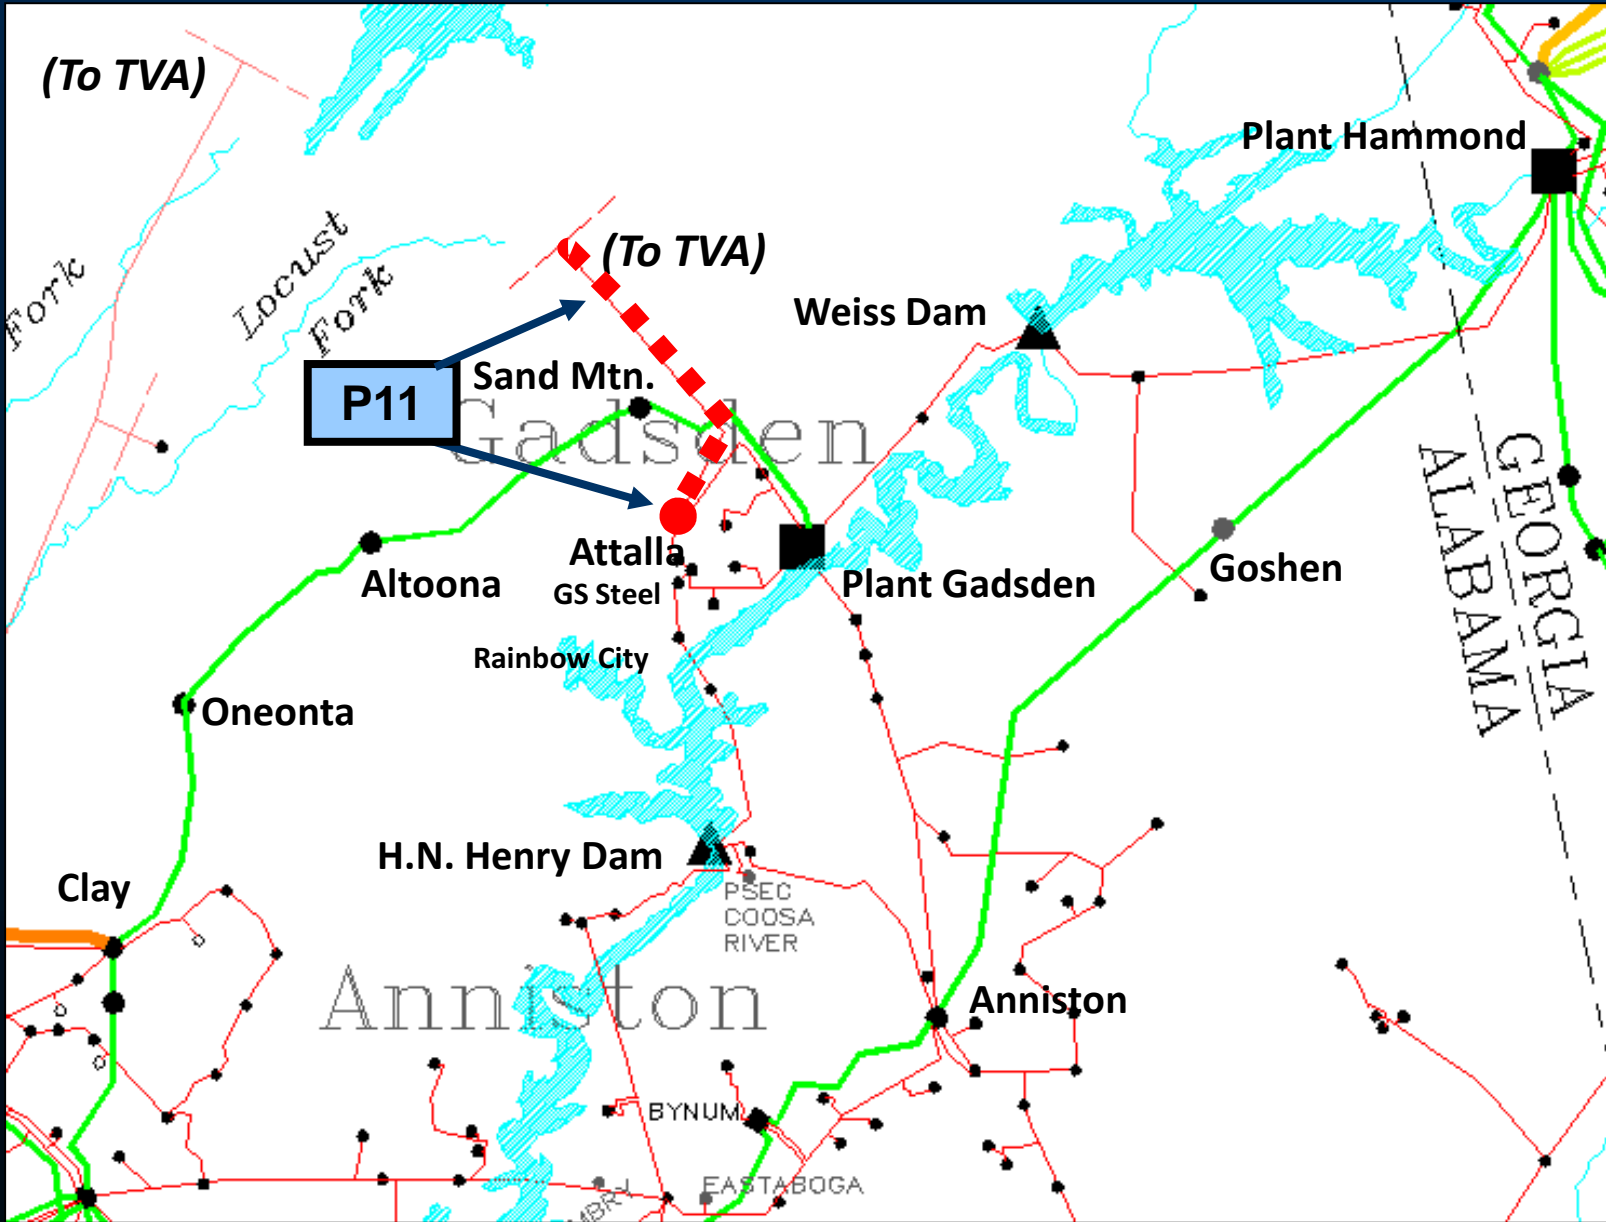 (To TVA)
Plant Hammond
Locust
Fork
Fork
(To TVA)
Weiss Dam
P11
Sand Mtn.
Gadsden
GEORGIA
ALABAMA
Attalla
GS Steel
Altoona
Plant Gadsden
Goshen
Rainbow City
Oneonta
H.N. Henry Dam
Clay
PSEC
COOSA
RIVER
Anniston
Anniston
BYNUM
EASTABOGA